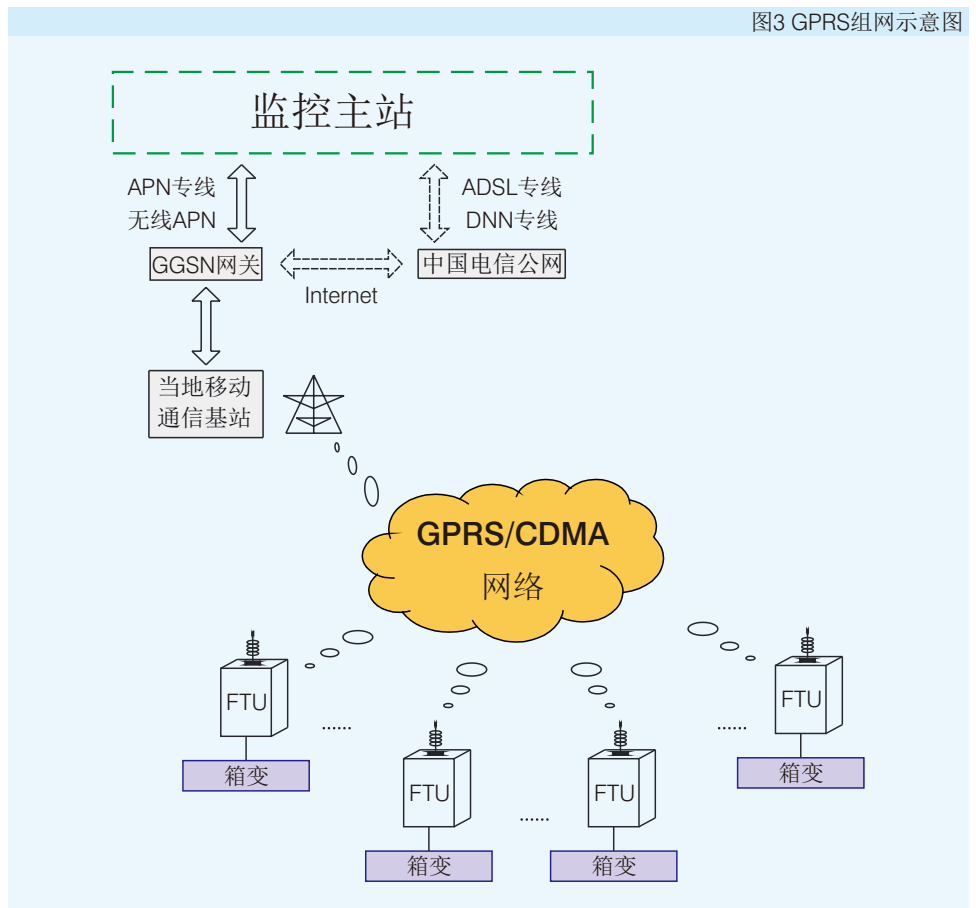 图3 GPRS组网示意图
监控主站
APN专线
无线APN
ADSL专线
DNN专线
GGSN网关
中国电信公网
Internet
当地移动
通信基站
GPRS/CDMA
网络
FTU
......
箱变
FTU
......
箱变
FTU
箱变
......
FTU
箱变